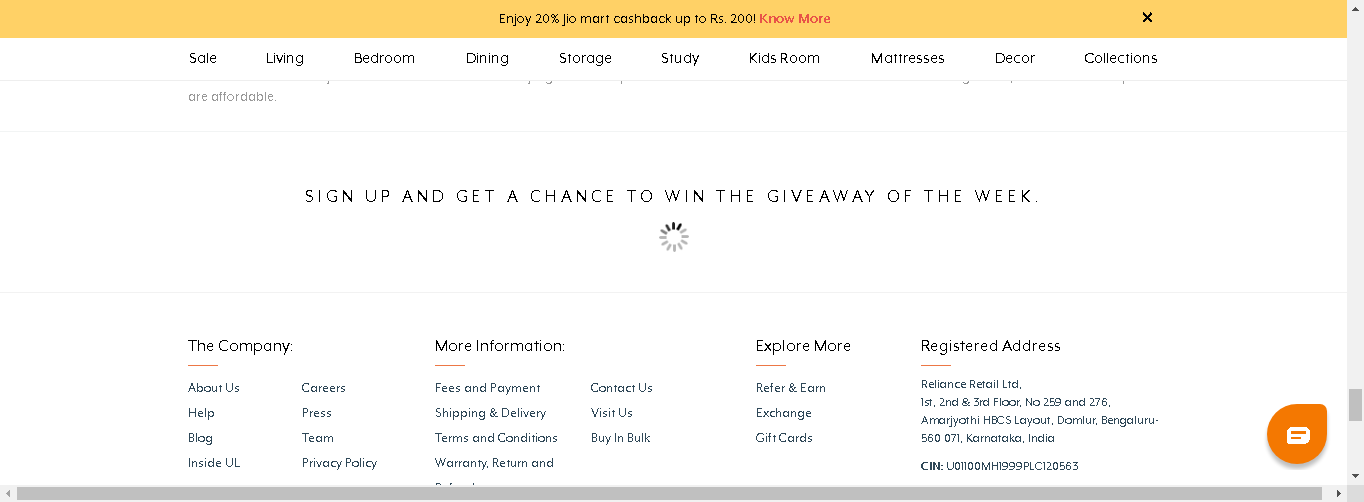 Enjoy 20% Jio mart cashback up to Rs. 200! Know More
Sale Living Bedroom Dining Storage Study Kids Room Mattresses Decor Collections
are affordable.
SIGN UP AND GET A CHANCE TO WIN THE GIVEAWAY OF THE WEEK.
The Company:
About Us
Help
Blog
Inside UL
Careers
Press
Team
Privacy Policy
More Information:
Fees and Payment
Shipping & Delivery
Terms and Conditions
Warranty, Return and
Contact Us
Visit Us
Buy In Bulk
Explore More
Refer & Earn
Exchange
Gift Cards
Registered Address
Reliance Retail Ltd,
1st, 2nd & 3rd Floor, No 259 and 276,
Amarjyothi HBCS Layout, Domlur, Bengaluru-
560 071, Karnataka, India
CIN: U01100MH1999PLC120563